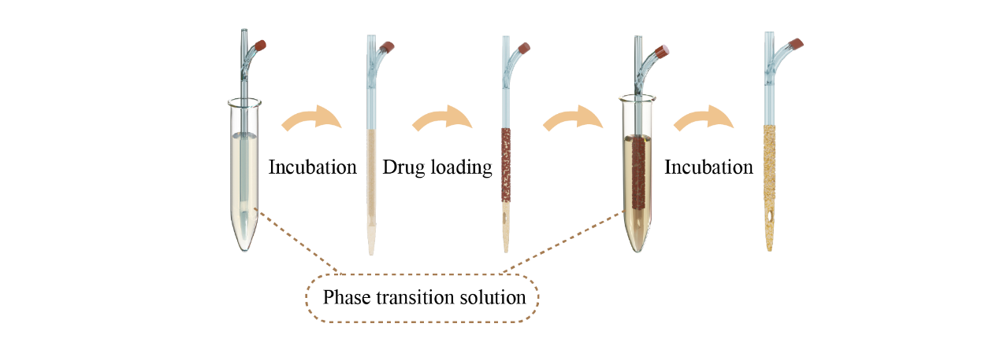 Incubation
Drug loading
Incubation
Phase transition solution